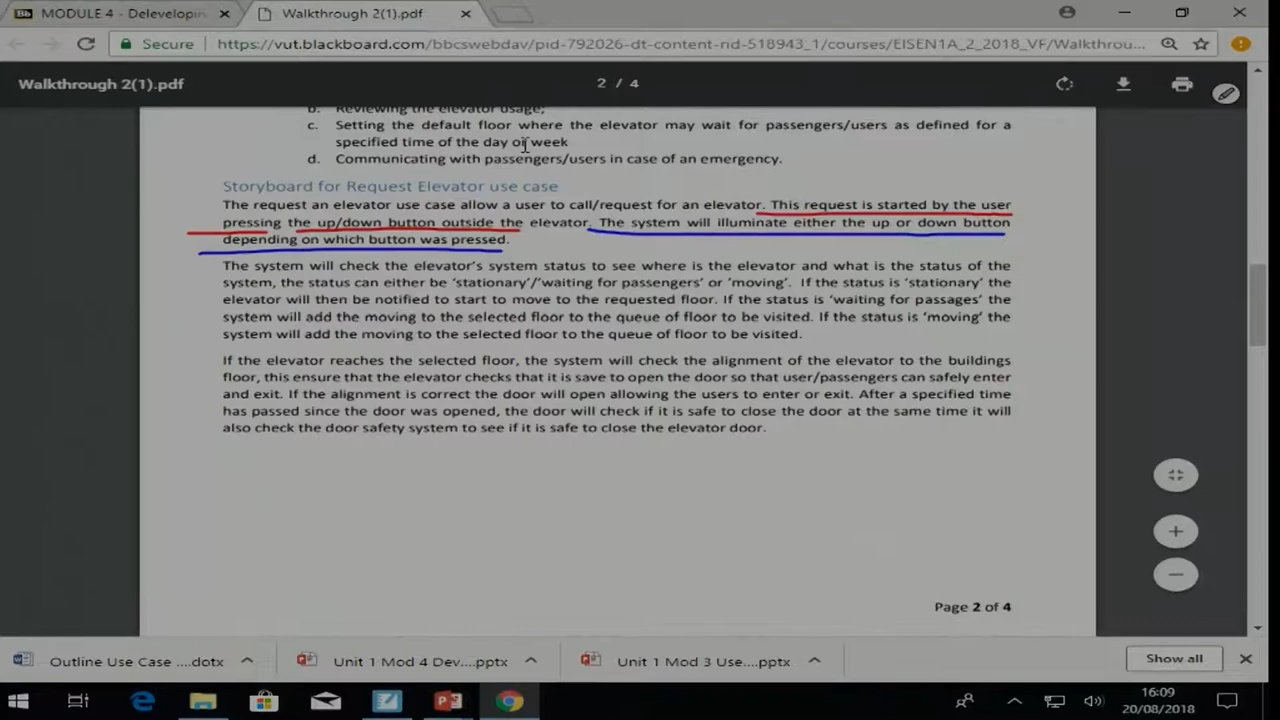 MODULE 4 - Delevelopin
Walkthrough 2(1).pdf
Secure
https://vut.blackboard.com/bbcswebdav/pid-792026-dt-content-rid-518943_1/courses/EISEN1A_2_2018_VF/Walkthrou...
Walkthrough 2(1).pdf
2 / 4
b. Reviewing the elevator usage;
c. Setting the default floor where the elevator may wait for passengers/users as defined for a
specified time of the day or week
d. Communicating with passengers/users in case of an emergency.
Storyboard for Request Elevator use case
The request an elevator use case allow a user to call/request for an elevator. This request is started by the user
pressing the up/down button outside the elevator. The system will illuminate either the up or down button
depending on which button was pressed.
The system will check the elevator's system status to see where is the elevator and what is the status of the
system, the status can either be 'stationary'/'waiting for passengers' or 'moving'. If the status is 'stationary' the
elevator will then be notified to start to move to the requested floor. If the status is 'waiting for passages' the
system will add the moving to the selected floor to the queue of floor to be visited. If the status is 'moving' the
system will add the moving to the selected floor to the queue of floor to be visited.
If the elevator reaches the selected floor, the system will check the alignment of the elevator to the buildings
floor, this ensure that the elevator checks that it is save to open the door so that user/passengers can safely enter
and exit. If the alignment is correct the door will open allowing the users to enter or exit. After a specified time
has passed since the door was opened, the door will check if it is safe to close the door at the same time it will
also check the door safety system to see if it is safe to close the elevator door.
Page 2 of 4
Outline Use Case ....dotx
Unit 1 Mod 4 Dev....pptx
Unit 1 Mod 3 Use....pptx
Show all
16:09
20/08/2018